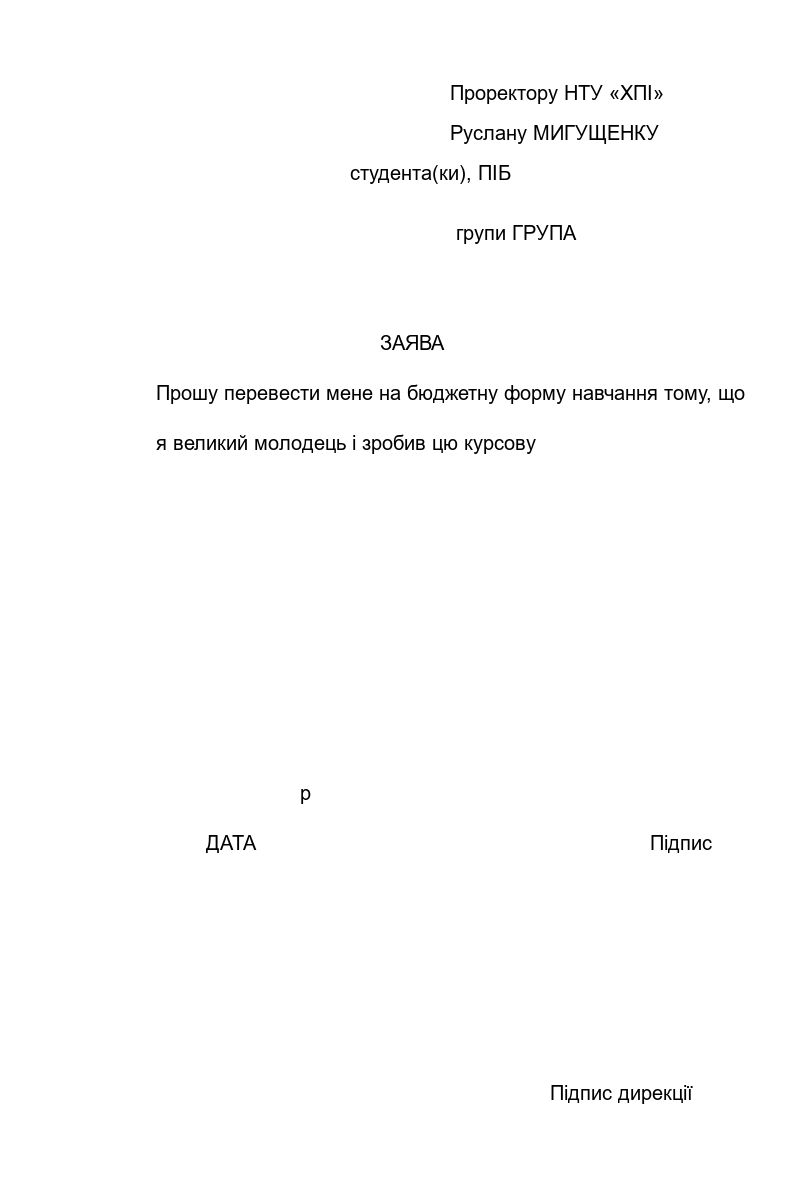 Проректору НТУ «ХПІ»
Руслану МИГУЩЕНКУ
студента(ки), ПІБ
групи ГРУПА
ЗАЯВА
Прошу перевести мене на бюджетну форму навчання тому, що
я великий молодець і зробив цю курсову
р
ДАТА Підпис
Підпис дирекції